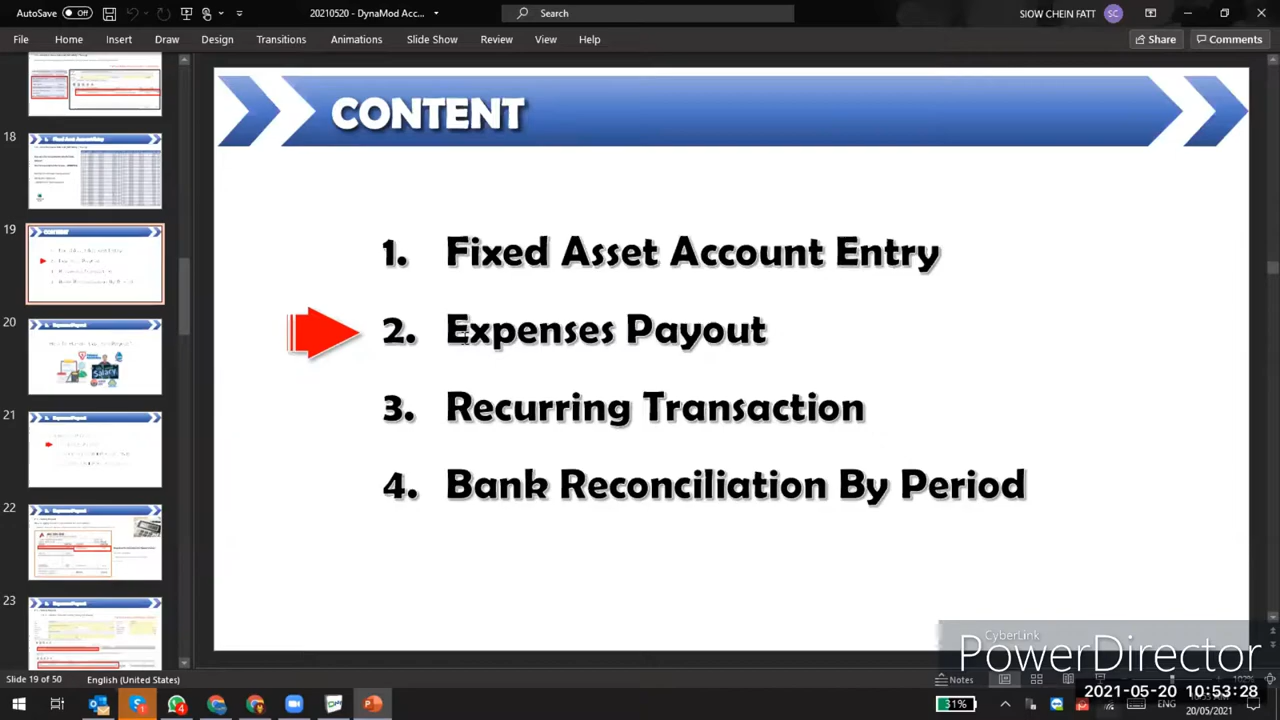 AutoSave Off 20210520 - DynaMod Acc... Search SIOW CHEIN FATT SC
File Home Insert Draw Design Transitions Animations Slide Show Review View Help Share Comments
18
19
20
21
22
23
CONTENT
1. Fixed Asset Account Entry
2. Expenses Payout
3. Recurring Transaction
4. Bank Reconciliation By Period
CyberLink
PowerDirector
Slide 19 of 50 English (United States) Notes
2021-05-20 10:53:28
31% ENG 20/05/2021